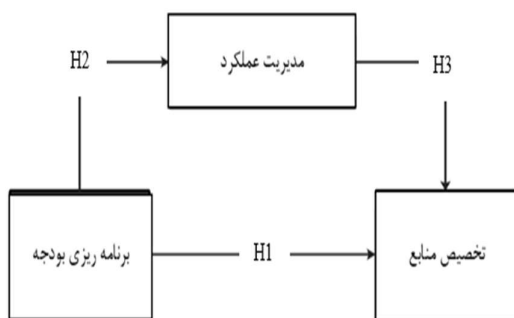 مدیریت عملکرد
H2
H3
برنامه ریزی بودجه
H1
تخصیص منابع